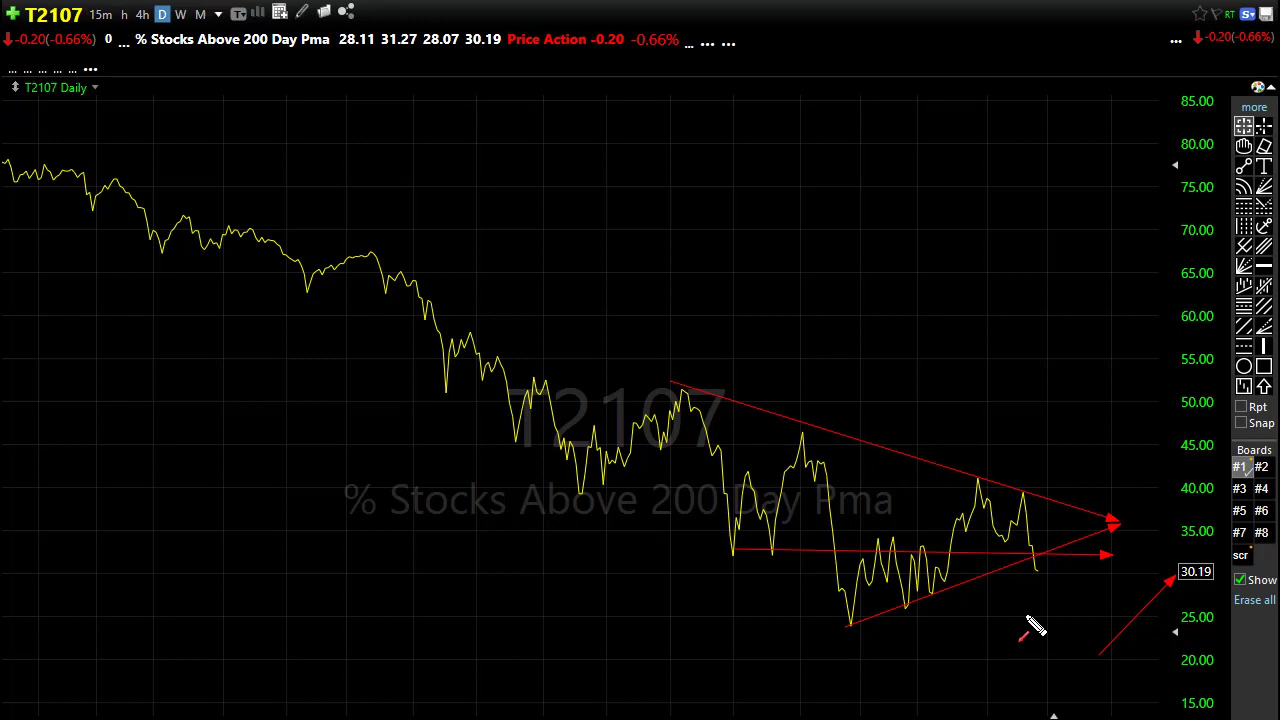 T2107 15m h 4h D W M T RT S
-0.20(-0.66%) 0 ... % Stocks Above 200 Day Pma 28.11 31.27 28.07 30.19 Price Action -0.20 -0.66% ... ... ... ... -0.20(-0.66%)
... ... ... ... ... ...
T2107 Daily
more
85.00
80.00
75.00
70.00
65.00
60.00
55.00
50.00
45.00
40.00
35.00
30.19
25.00
20.00
15.00
T2107
% Stocks Above 200 Day Pma
T
Rpt
Snap
Boards
#1 #2
#3 #4
#5 #6
#7 #8
scr
Show
Erase all